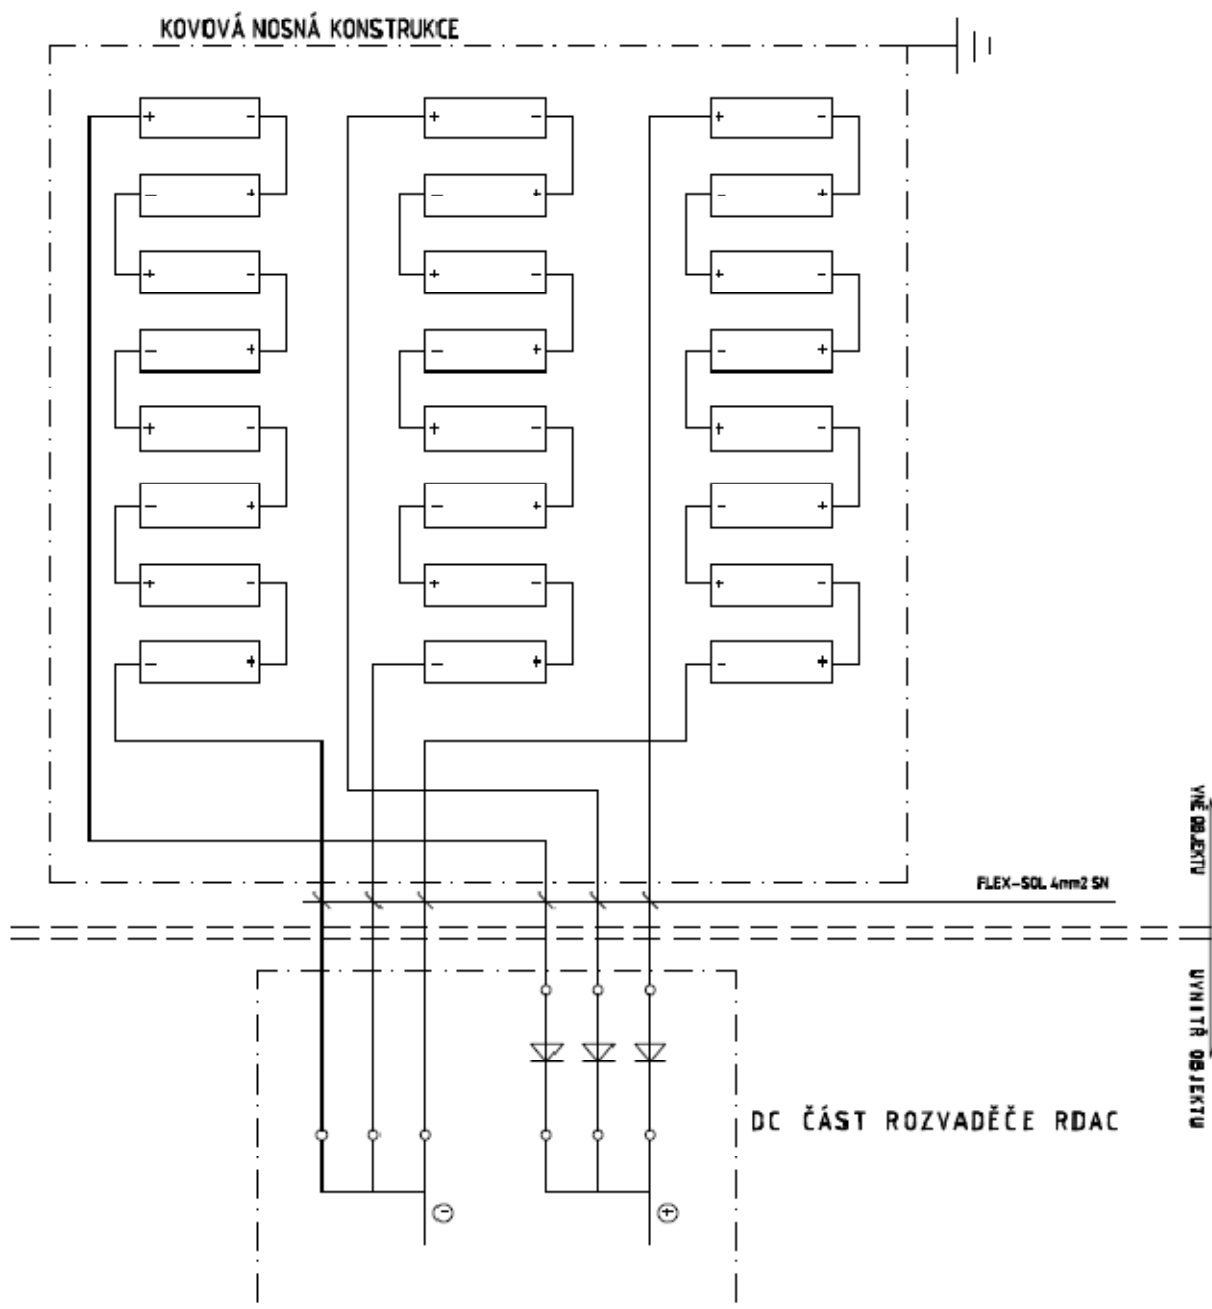 KOVOVÁ NOSNÁ KONSTRUKCE
+ - + - + -
- + - + - +
+ - + - + -
- + - + - +
+ - + - + -
- + - + - +
+ - + - + -
- + - + - +
VNĚ OBJEKTU
FLEX-SOL 4mm2 SN
UVNITŘ OBJEKTU
DC ČÁST ROZVADĚČE RDAC
- +